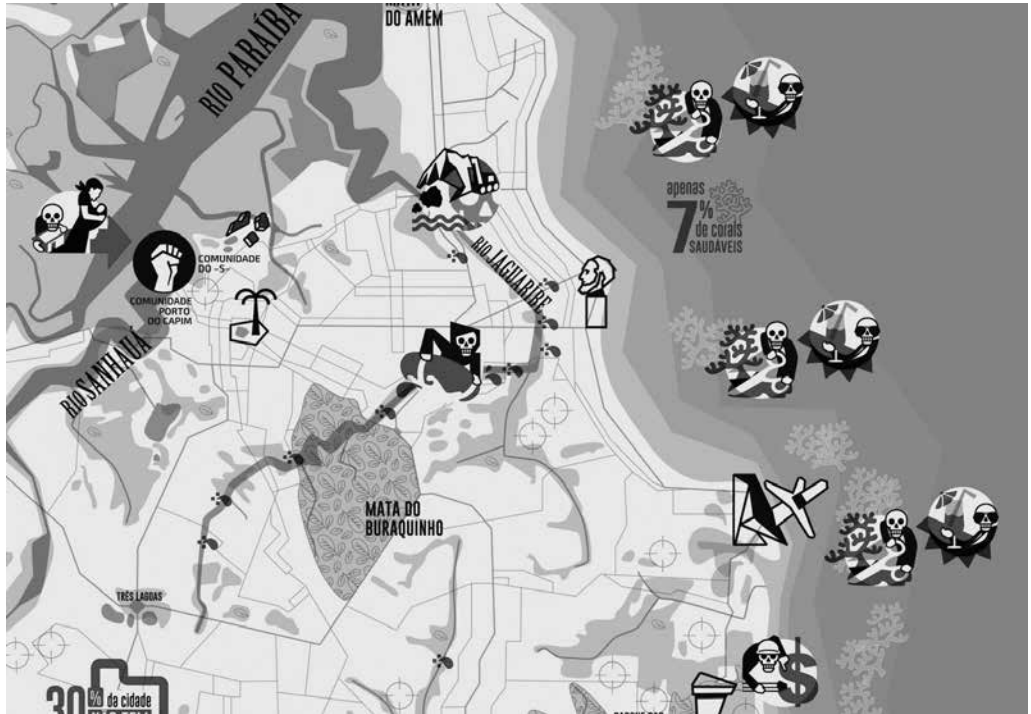 DO AMÉM
RIO PARAÍBA
apenas
7%
de corais
SAUDÁVEIS
RIO JAGUARIBE
COMUNIDADE
DO -S-
COMUNIDADE
PORTO
DO CAPIM
RIO SANHAUÁ
MATA DO
BURAQUINHO
TRÊS LAGOAS
$
30% da cidade